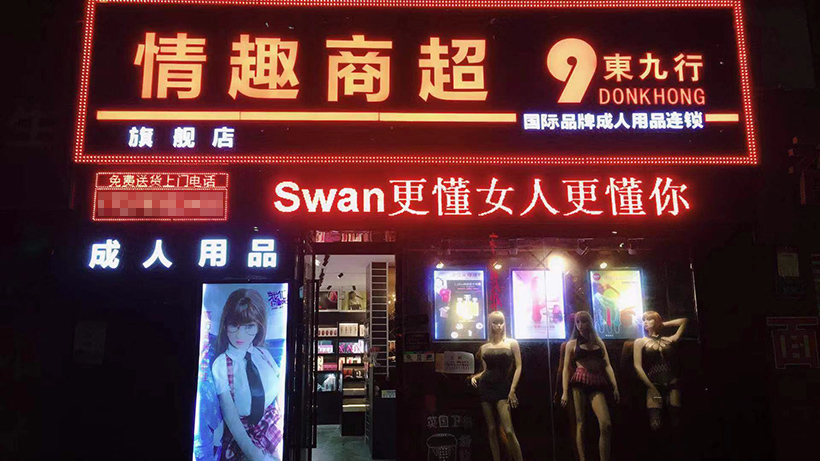 情趣商超
9 東九行
DONKHONG
旗舰店
国际品牌成人用品连锁
免费送货上门电话
Swan更懂女人更懂你
成人用品